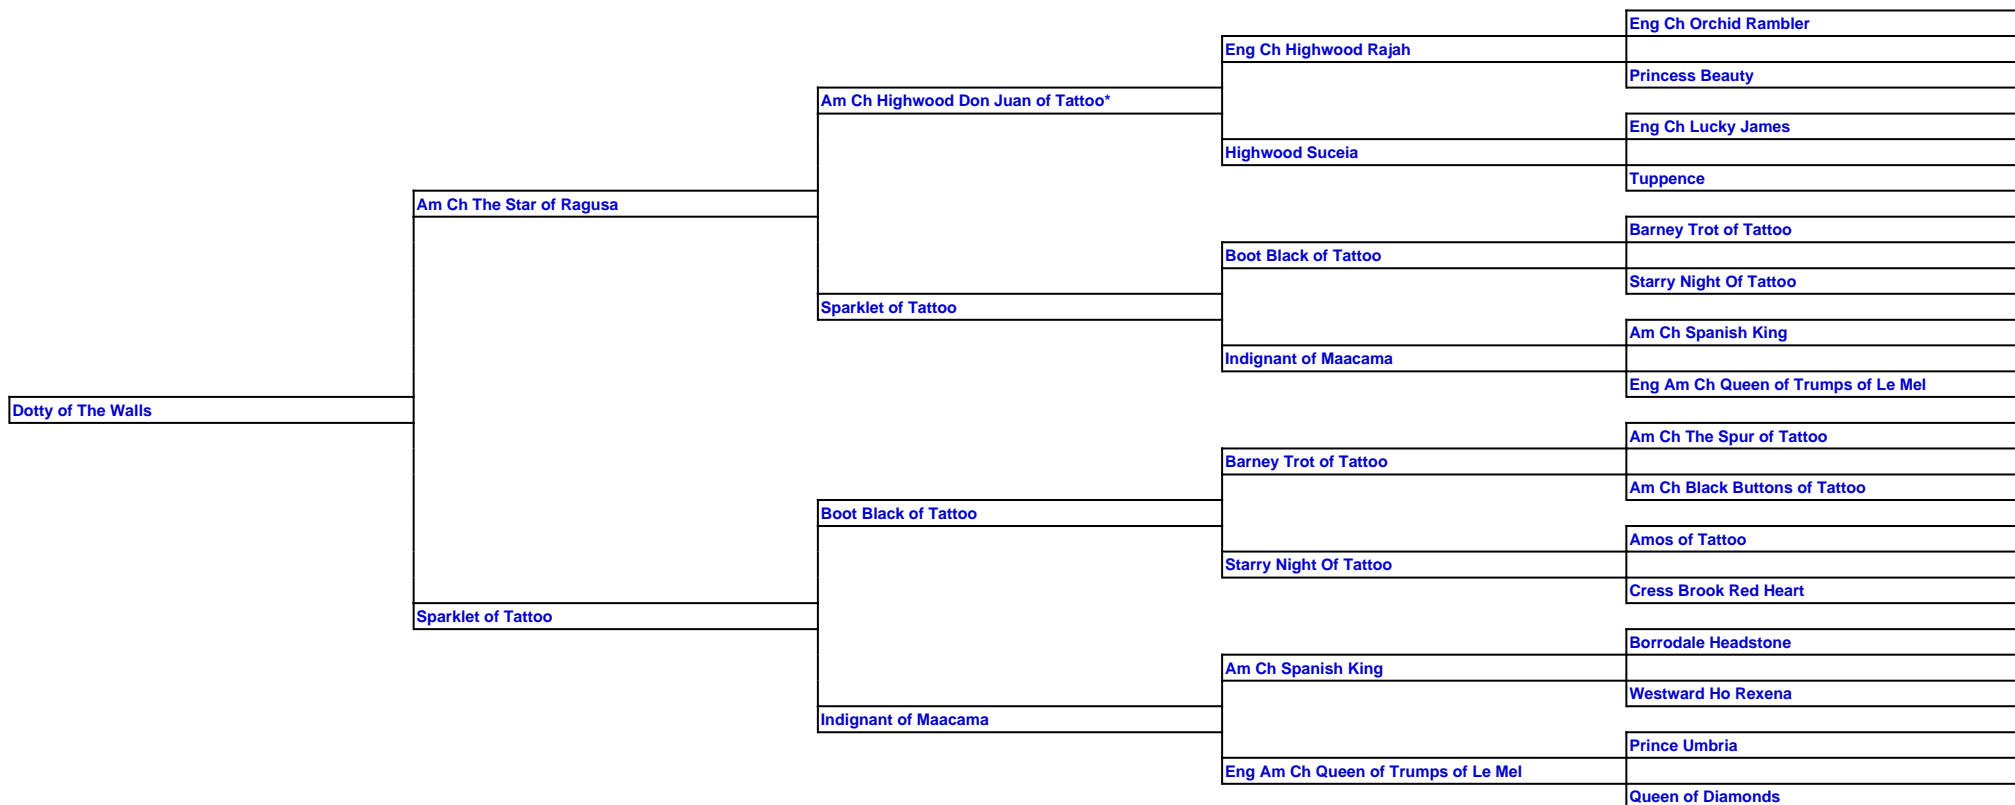 Eng Ch Orchid Rambler
Eng Ch Highwood Rajah
Princess Beauty
Am Ch Highwood Don Juan of Tattoo*
Eng Ch Lucky James
Highwood Suceia
Tuppence
Am Ch The Star of Ragusa
Barney Trot of Tattoo
Boot Black of Tattoo
Starry Night Of Tattoo
Sparklet of Tattoo
Am Ch Spanish King
Indignant of Maacama
Eng Am Ch Queen of Trumps of Le Mel
Dotty of The Walls
Am Ch The Spur of Tattoo
Barney Trot of Tattoo
Am Ch Black Buttons of Tattoo
Boot Black of Tattoo
Amos of Tattoo
Starry Night Of Tattoo
Cress Brook Red Heart
Sparklet of Tattoo
Borrodale Headstone
Am Ch Spanish King
Westward Ho Rexena
Indignant of Maacama
Prince Umbria
Eng Am Ch Queen of Trumps of Le Mel
Queen of Diamonds